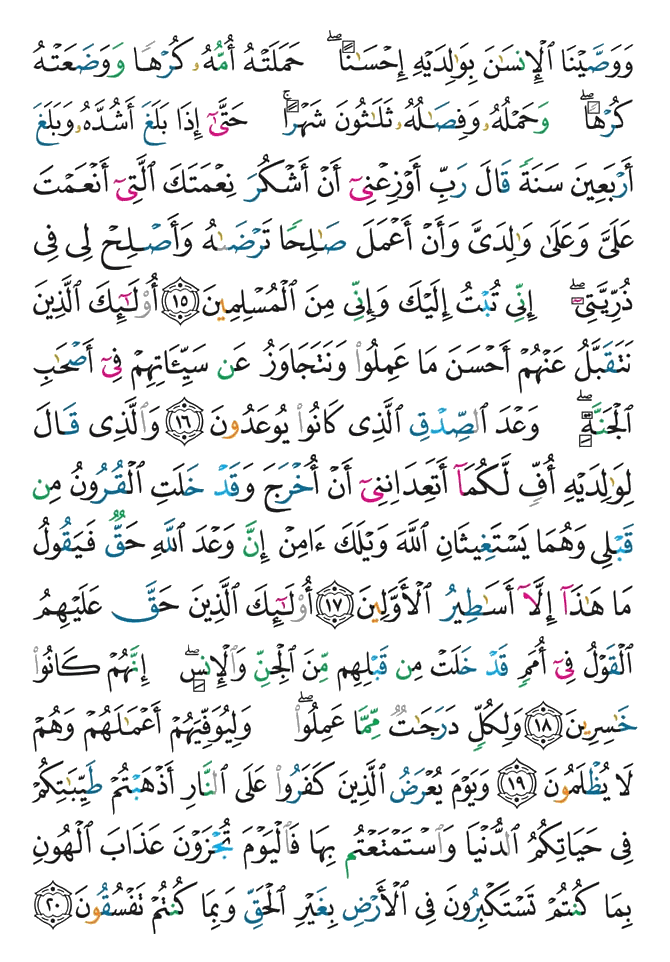 وَوَصَّيْنَا ٱلْإِنسَـٰنَ بِوَٰلِدَيْهِ إِحْسَـٰنًا ۖ حَمَلَتْهُ أُمُّهُۥ كُرْهًا وَوَضَعَتْهُ
كُرْهًا ۖ وَحَمْلُهُۥ وَفِصَـٰلُهُۥ ثَلَـٰثُونَ شَهْرًا ۚ حَتَّىٰٓ إِذَا بَلَغَ أَشُدَّهُۥ وَبَلَغَ
أَرْبَعِينَ سَنَةً قَالَ رَبِّ أَوْزِعْنِىٓ أَنْ أَشْكُرَ نِعْمَتَكَ ٱلَّتِىٓ أَنْعَمْتَ
عَلَىَّ وَعَلَىٰ وَٰلِدَىَّ وَأَنْ أَعْمَلَ صَـٰلِحًا تَرْضَىٰهُ وَأَصْلِحْ لِى فِى
ذُرِّيَّتِىٓ ۖ إِنِّى تُبْتُ إِلَيْكَ وَإِنِّى مِنَ ٱلْمُسْلِمِينَ ١٥ أُو۟لَـٰٓئِكَ ٱلَّذِينَ
نَتَقَبَّلُ عَنْهُمْ أَحْسَنَ مَا عَمِلُوا۟ وَنَتَجَاوَزُ عَن سَيِّـَٔاتِهِمْ فِىٓ أَصْحَـٰبِ
ٱلْجَنَّةِ ۖ وَعْدَ ٱلصِّدْقِ ٱلَّذِى كَانُوا۟ يُوعَدُونَ ١٦ وَٱلَّذِى قَالَ
لِوَٰلِدَيْهِ أُفٍّ لَّكُمَآ أَتَعِدَانِنِىٓ أَنْ أُخْرَجَ وَقَدْ خَلَتِ ٱلْقُرُونُ مِن
قَبْلِى وَهُمَا يَسْتَغِيثَانِ ٱللَّهَ وَيْلَكَ ءَامِنْ إِنَّ وَعْدَ ٱللَّهِ حَقٌّ فَيَقُولُ
مَا هَـٰذَآ إِلَّآ أَسَـٰطِيرُ ٱلْأَوَّلِينَ ١٧ أُو۟لَـٰٓئِكَ ٱلَّذِينَ حَقَّ عَلَيْهِمُ
ٱلْقَوْلُ فِىٓ أُمَمٍ قَدْ خَلَتْ مِن قَبْلِهِم مِّنَ ٱلْجِنِّ وَٱلْإِنسِ ۖ إِنَّهُمْ كَانُوا۟
خَـٰسِرِينَ ١٨ وَلِكُلٍّ دَرَجَـٰتٌ مِّمَّا عَمِلُوا۟ ۖ وَلِيُوَفِّيَهُمْ أَعْمَـٰلَهُمْ وَهُمْ
لَا يُظْلَمُونَ ١٩ وَيَوْمَ يُعْرَضُ ٱلَّذِينَ كَفَرُوا۟ عَلَى ٱلنَّارِ أَذْهَبْتُمْ طَيِّبَـٰتِكُمْ
فِى حَيَاتِكُمُ ٱلدُّنْيَا وَٱسْتَمْتَعْتُم بِهَا فَٱلْيَوْمَ تُجْزَوْنَ عَذَابَ ٱلْهُونِ
بِمَا كُنتُمْ تَسْتَكْبِرُونَ فِى ٱلْأَرْضِ بِغَيْرِ ٱلْحَقِّ وَبِمَا كُنتُمْ تَفْسُقُونَ ٢٠